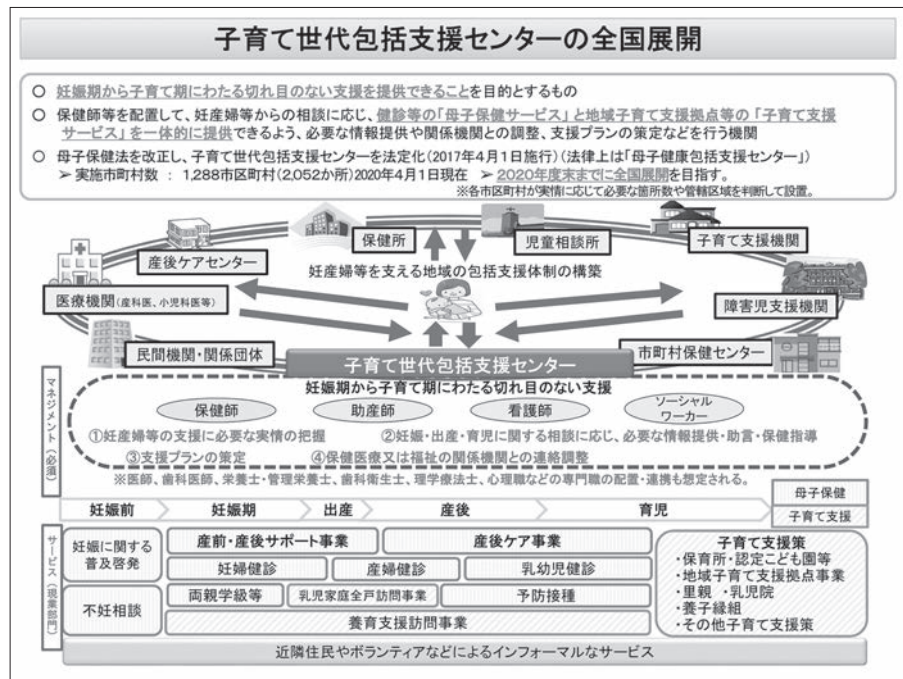 子育て世代包括支援センターの全国展開
○ 妊娠期から子育て期にわたる切れ目のない支援を提供できることを目的とするもの
○ 保健師等を配置して、妊産婦等からの相談に応じ、健診等の「母子保健サービス」と地域子育て支援拠点等の「子育て支援
サービス」を一体的に提供できるよう、必要な情報提供や関係機関との調整、支援プランの策定などを行う機関
○ 母子保健法を改正し、子育て世代包括支援センターを法定化(2017年4月1日施行)(法律上は「母子健康包括支援センター」)
➢ 実施市町村数 : 1,288市区町村(2,052か所)2020年4月1日現在 ➢ 2020年度末までに全国展開を目指す。
※各市区町村が実情に応じて必要な箇所数や管轄区域を判断して設置。
保健所
児童相談所
子育て支援機関
産後ケアセンター
妊産婦等を支える地域の包括支援体制の構築
医療機関(産科医、小児科医等)
障害児支援機関
民間機関・関係団体
子育て世代包括支援センター
市町村保健センター
マネジメント(必須)
妊娠期から子育て期にわたる切れ目のない支援
保健師
助産師
看護師
ソーシャル
ワーカー
①妊産婦等の支援に必要な実情の把握 ②妊娠・出産・育児に関する相談に応じ、必要な情報提供・助言・保健指導
③支援プランの策定 ④保健医療又は福祉の関係機関との連絡調整
※医師、歯科医師、栄養士・管理栄養士、歯科衛生士、理学療法士、心理職などの専門職の配置・連携も想定される。
妊娠前
妊娠期
出産
産後
育児
母子保健
子育て支援
サービス(現業部門)
妊娠に関する
普及啓発
不妊相談
産前・産後サポート事業
産後ケア事業
妊婦健診
産婦健診
乳幼児健診
両親学級等
乳児家庭全戸訪問事業
予防接種
養育支援訪問事業
子育て支援策
・保育所・認定こども園等
・地域子育て支援拠点事業
・里親 ・乳児院
・養子縁組
・その他子育て支援策
近隣住民やボランティアなどによるインフォーマルなサービス